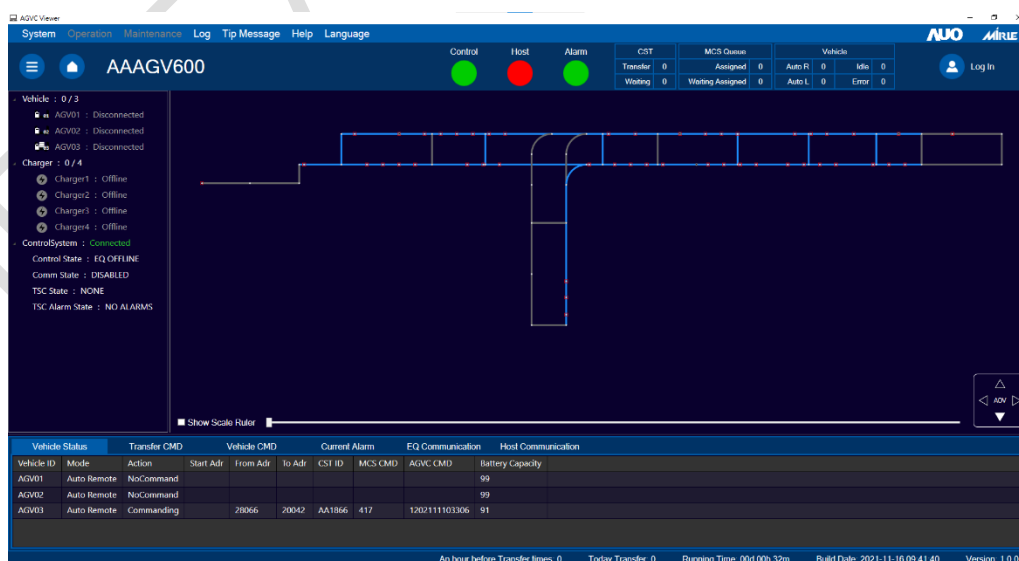 AGVC Viewer
System Operation Maintenance Log Tip Message Help Language
AUO MiRLE
AAAGV600
Control Host Alarm
CST MCS Queue Vehicle
Transfer 0 Assigned 0 Auto R 0 Idle 0
Waiting 0 Waiting Assigned 0 Auto L 0 Error 0
Log In
Vehicle : 0 / 3
AGV01 : Disconnected
AGV02 : Disconnected
AGV03 : Disconnected
Charger : 0 / 4
Charger1 : Offline
Charger2 : Offline
Charger3 : Offline
Charger4 : Offline
ControlSystem : Connected
Control State : EQ OFFLINE
Comm State : DISABLED
TSC State : NONE
TSC Alarm State : NO ALARMS
Show Scale Ruler
AOV
Vehicle Status Transfer CMD Vehicle CMD Current Alarm EQ Communication Host Communication
Vehicle ID Mode Action Start Adr From Adr To Adr CST ID MCS CMD AGVC CMD Battery Capacity
AGV01 Auto Remote NoCommand 99
AGV02 Auto Remote NoCommand 99
AGV03 Auto Remote Commanding 28066 20042 AA1866 417 1202111103306 91
An hour before Transfer times 0 Today Transfer 0 Running Time: 00d 00h 32m Build Date: 2021-11-16 09:41:40 Version: 1.0.0